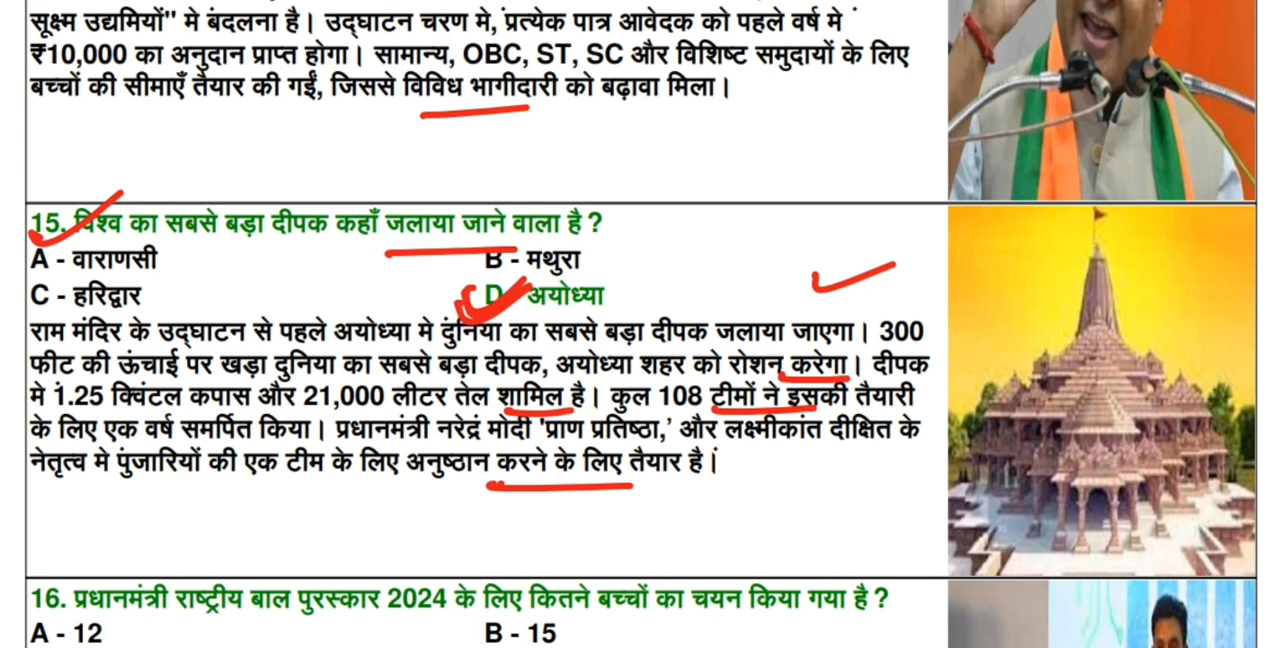 सूक्ष्म उद्यमियों" मे बंदलना है। उद्घाटन चरण मे, प्रत्येक पात्र आवेदक को पहले वर्ष मे
₹10,000 का अनुदान प्राप्त होगा। सामान्य, OBC, ST, SC और विशिष्ट समुदायों के लिए
बच्चों की सीमाएँ तैयार की गईं, जिससे विविध भागीदारी को बढ़ावा मिला।
15. विश्व का सबसे बड़ा दीपक कहाँ जलाया जाने वाला है?
A - वाराणसी
B - मथुरा
C - हरिद्वार
D - अयोध्या
राम मंदिर के उद्घाटन से पहले अयोध्या मे दुंनिया का सबसे बड़ा दीपक जलाया जाएगा। 300
फीट की ऊंचाई पर खड़ा दुनिया का सबसे बड़ा दीपक, अयोध्या शहर को रोशन करेगा। दीपक
मे 1.25 क्विंटल कपास और 21,000 लीटर तेल शामिल है। कुल 108 टीमों ने इसकी तैयारी
के लिए एक वर्ष समर्पित किया। प्रधानमंत्री नरेद्रं मोदी 'प्राण प्रतिष्ठा,' और लक्ष्मीकांत दीक्षित के
नेतृत्व मे पुंजारियों की एक टीम के लिए अनुष्ठान करने के लिए तैयार है।
16. प्रधानमंत्री राष्ट्रीय बाल पुरस्कार 2024 के लिए कितने बच्चों का चयन किया गया है?
A - 12
B - 15